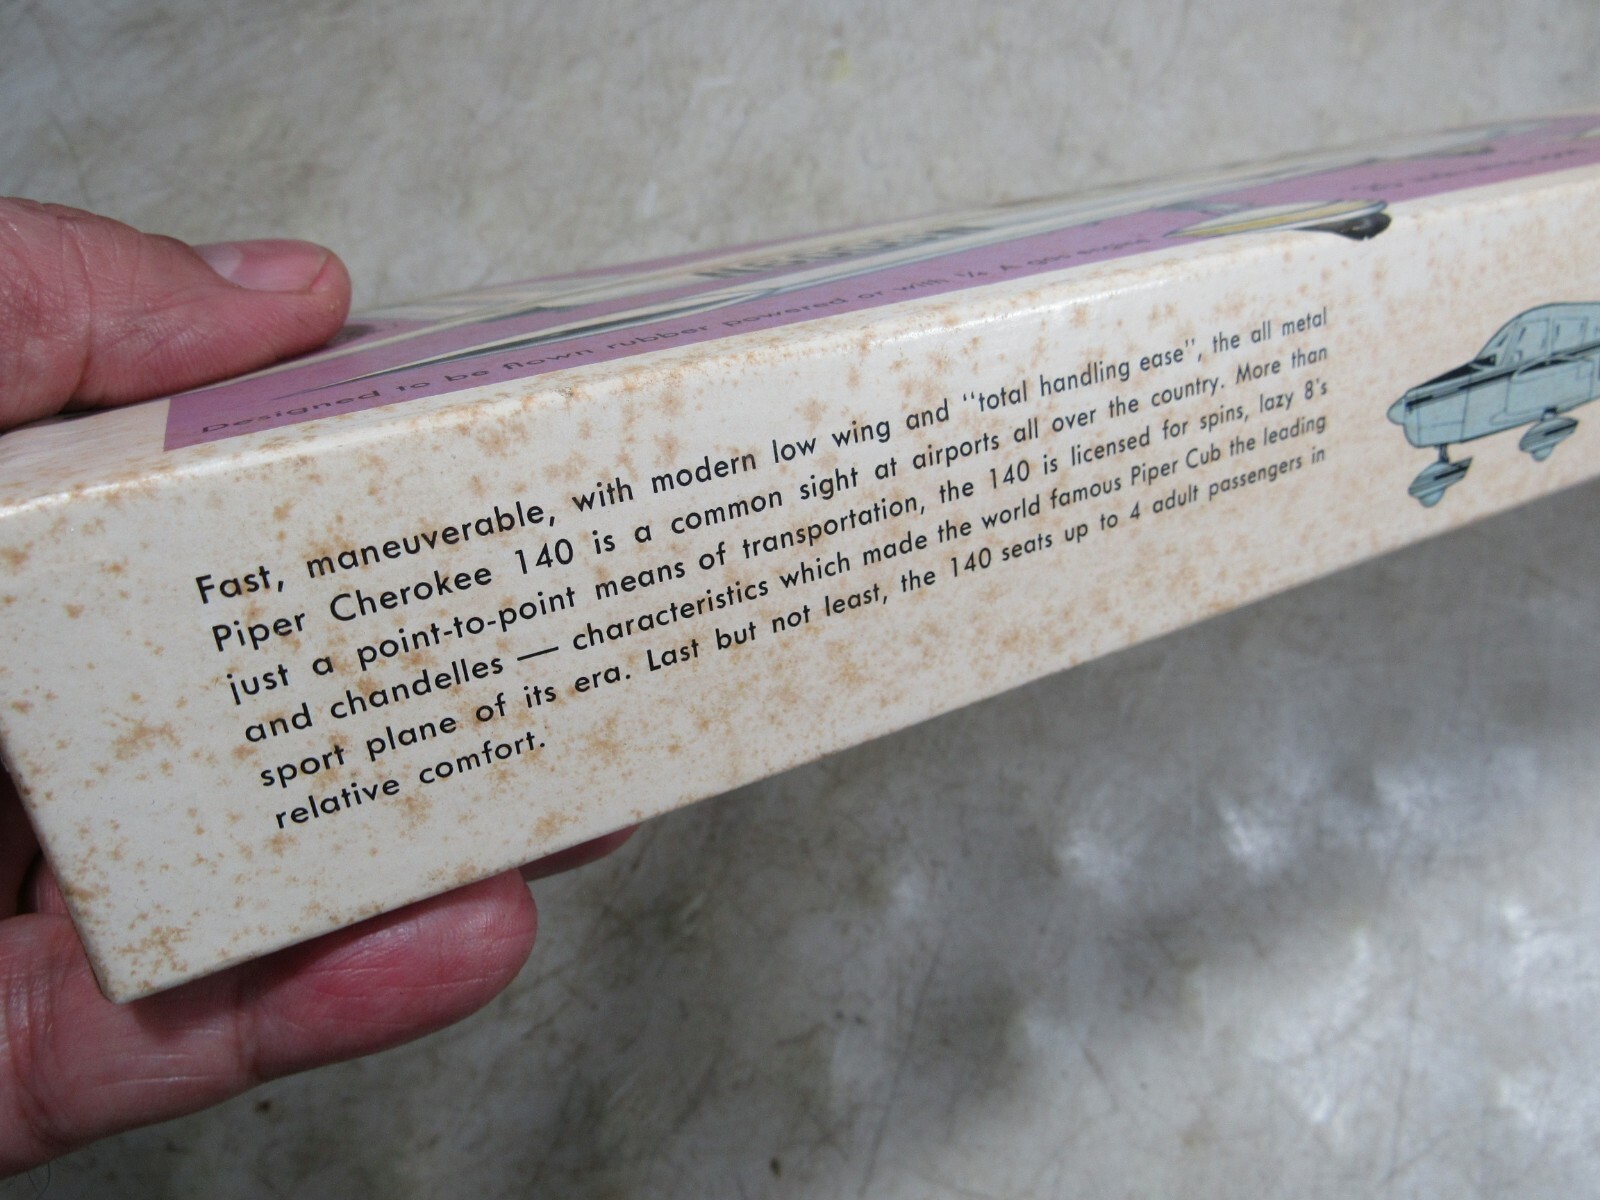 Designed to be flown rubber powered or with ½ A gas engine
Fast, maneuverable, with modern low wing and "total handling ease", the all metal
Piper Cherokee 140 is a common sight at airports all over the country. More than
just a point-to-point means of transportation, the 140 is licensed for spins, lazy 8's
and chandelles — characteristics which made the world famous Piper Cub the leading
sport plane of its era. Last but not least, the 140 seats up to 4 adult passengers in
relative comfort.